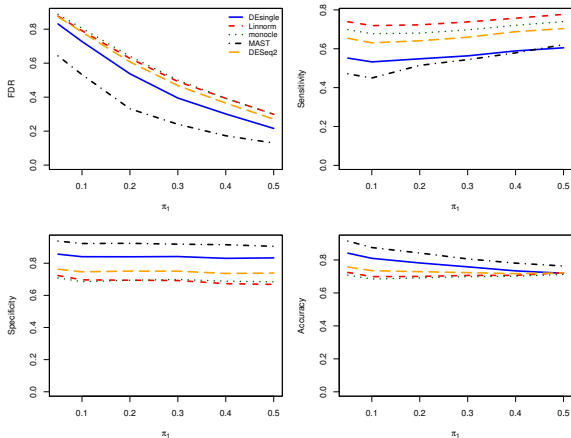 DEsingle
Linnorm
monocle
MAST
DESeq2
FDR
0.0 0.2 0.4 0.6 0.8
0.1 0.2 0.3 0.4 0.5
π1
Sensitivity
0.0 0.2 0.4 0.6 0.8
0.1 0.2 0.3 0.4 0.5
π1
Specificity
0.0 0.2 0.4 0.6 0.8
0.1 0.2 0.3 0.4 0.5
π1
Accuracy
0.0 0.2 0.4 0.6 0.8
0.1 0.2 0.3 0.4 0.5
π1